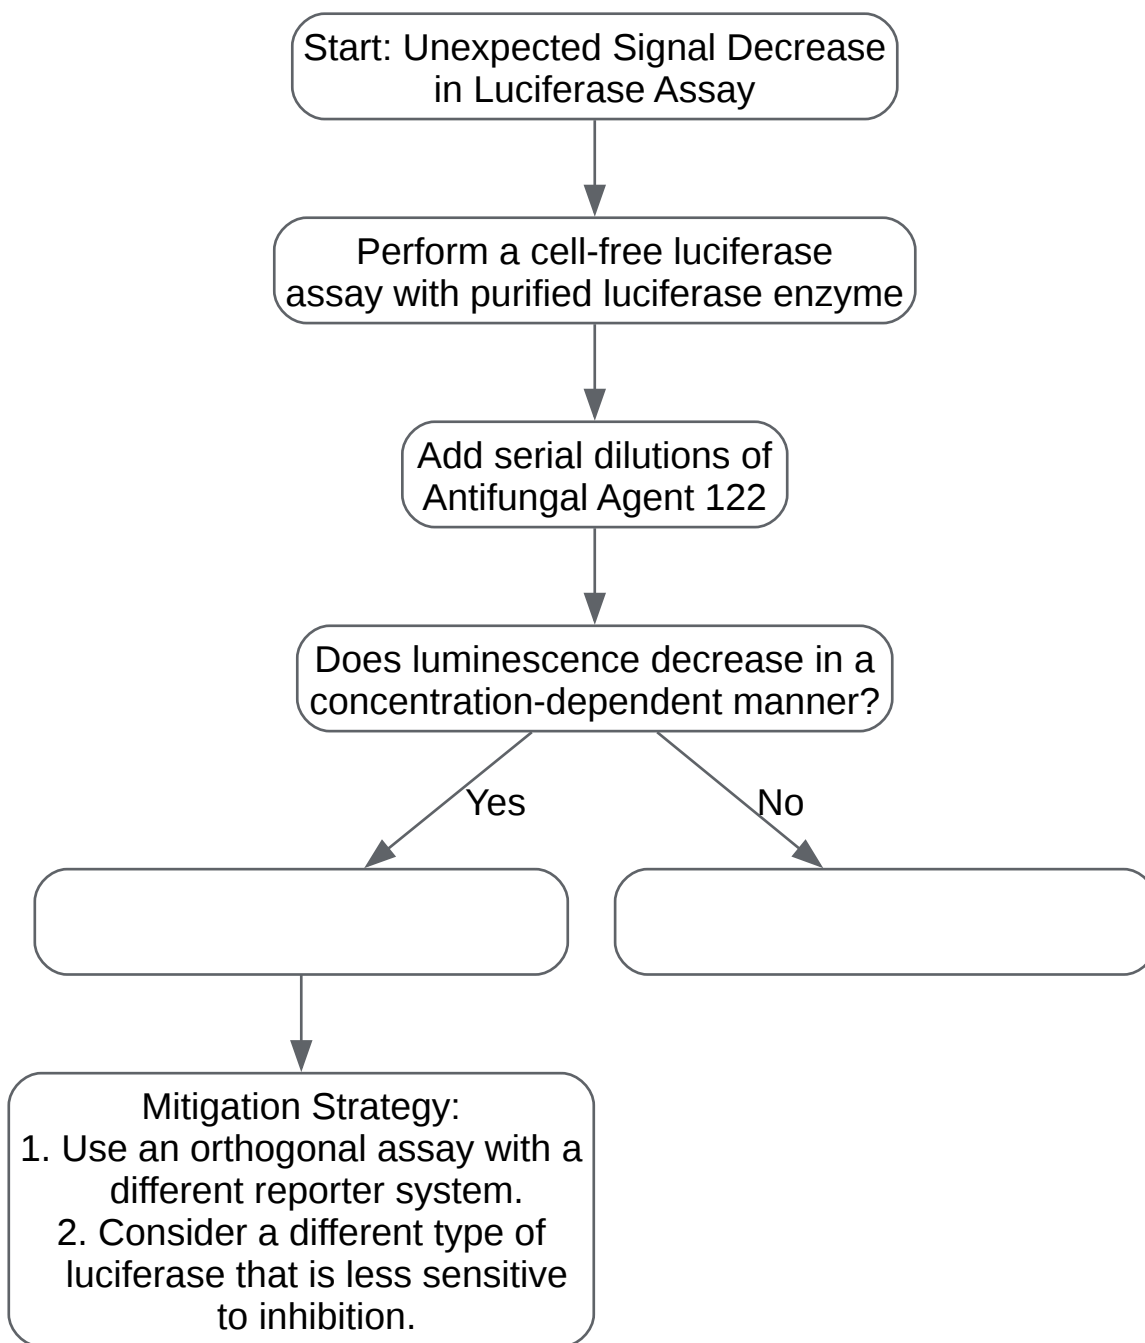 Start: Unexpected Signal Decrease
in Luciferase Assay
Perform a cell-free luciferase
assay with purified luciferase enzyme
Add serial dilutions of
Antifungal Agent 122
Does luminescence decrease in a
concentration-dependent manner?
Yes
No
Mitigation Strategy:
1. Use an orthogonal assay with a
different reporter system.
2. Consider a different type of
luciferase that is less sensitive
to inhibition.